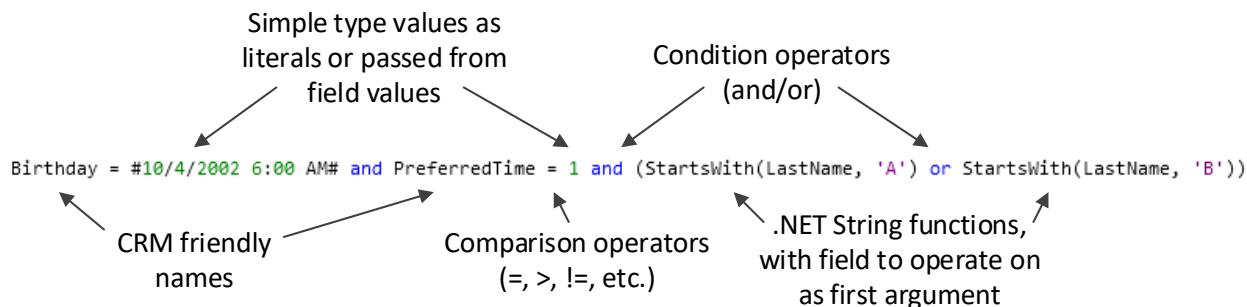 Simple type values as
literals or passed from
field values
Condition operators
(and/or)
Birthday = #10/4/2002 6:00 AM# and PreferredTime = 1 and (StartsWith(LastName, 'A') or StartsWith(LastName, 'B'))
CRM friendly
names
Comparison operators
(=, >, !=, etc.)
.NET String functions,
with field to operate on
as first argument